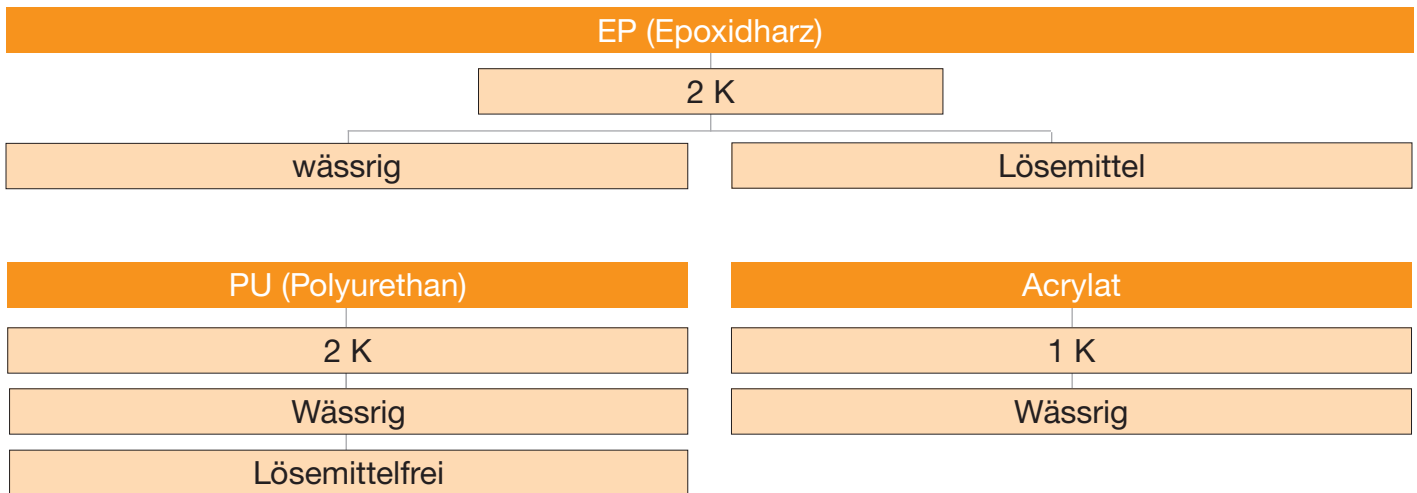 EP (Epoxidharz)
2 K
wässrig
Lösemittel
PU (Polyurethan)
2 K
Wässrig
Lösemittelfrei
Acrylat
1 K
Wässrig